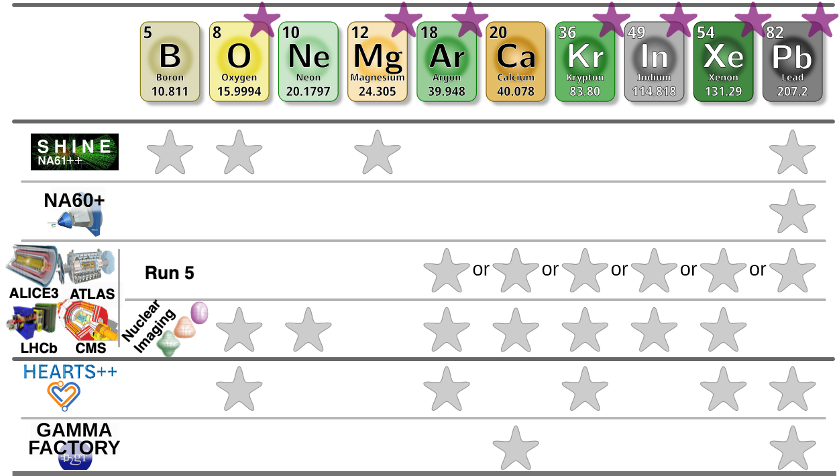 5 8 10 12 18 20 36 49 54 82
B O Ne Mg Ar Ca Kr In Xe Pb
Boron Oxygen Neon Magnesium Argon Calcium Krypton Indium Xenon Lead
10.811 15.9994 20.1797 24.305 39.948 40.078 83.80 114.818 131.29 207.2
SHINE
NA61++
NA60+
Run 5 or or or or or
ALICE3 ATLAS
Nuclear
Imaging
LHCb CMS
HEARTS++
GAMMA
FACTORY